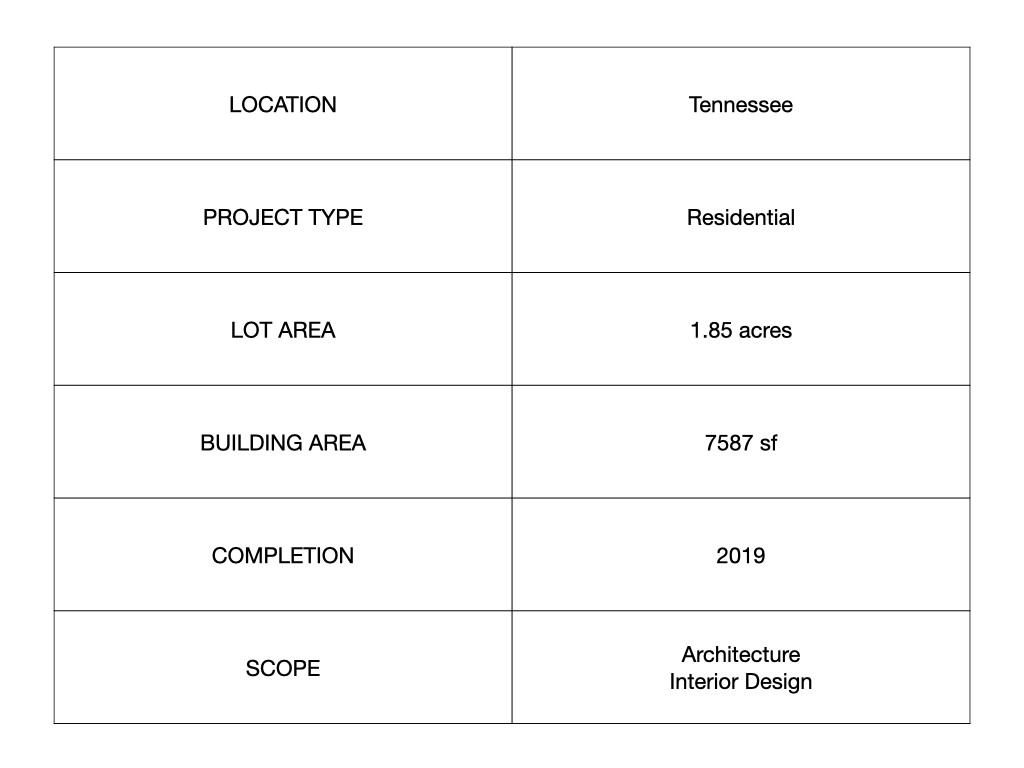 LOCATION
Tennessee
PROJECT TYPE
Residential
LOT AREA
1.85 acres
BUILDING AREA
7587 sf
COMPLETION
2019
SCOPE
Architecture
Interior Design